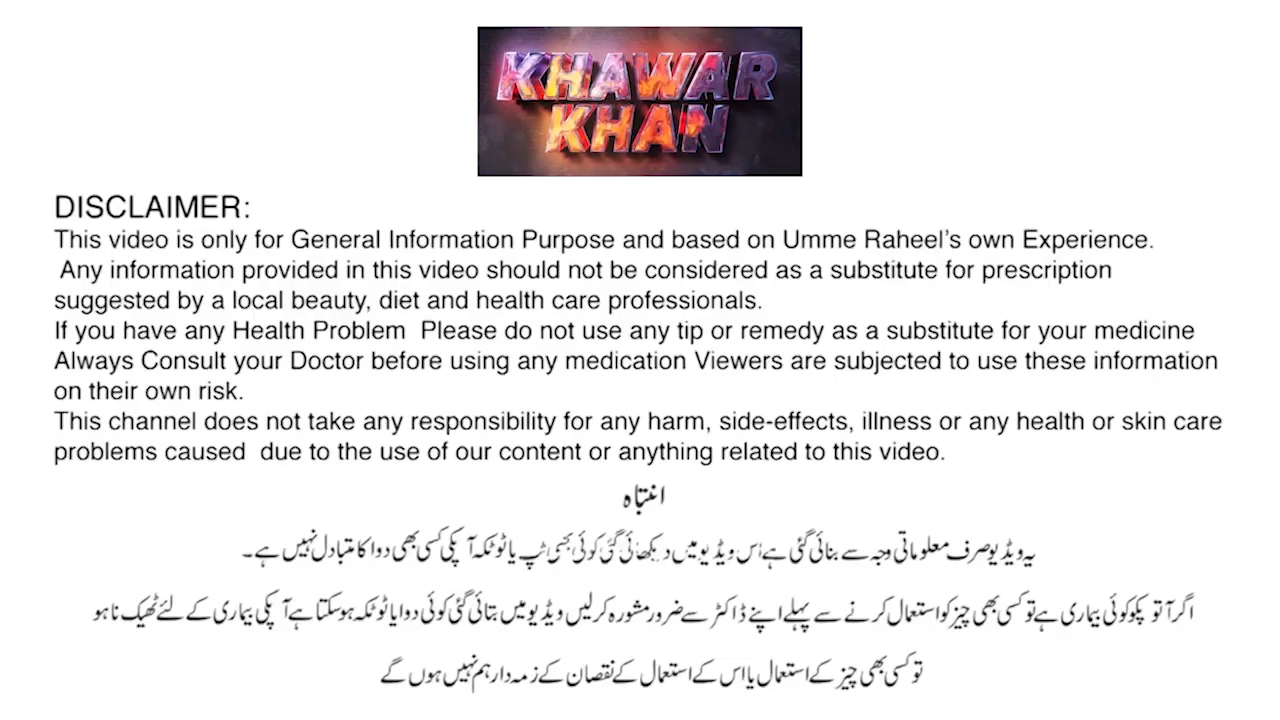 KHAWAR
KHAN
DISCLAIMER:
This video is only for General Information Purpose and based on Umme Raheel's own Experience.
Any information provided in this video should not be considered as a substitute for prescription
suggested by a local beauty, diet and health care professionals.
If you have any Health Problem  Please do not use any tip or remedy as a substitute for your medicine
Always Consult your Doctor before using any medication Viewers are subjected to use these information
on their own risk.
This channel does not take any responsibility for any harm, side-effects, illness or any health or skin care
problems caused  due to the use of our content or anything related to this video.
انتباہ
یہ ویڈیو صرف معلوماتی وجہ سے بنائی گئی ہے اس ویڈیو میں دیکھائی گئی کوئی بھی ٹپ یا ٹوٹکہ آ پکی کسی بھی دوا کا متبادل نہیں ہے۔
اگر آ تو پکو کوئی بیماری ہے تو کسی بھی چیز کو استعمال کرنے سے پہلے اپنے ڈاکٹر سے ضرور مشورہ کرلیں ویڈیو میں بتائی گئی کوئی دوا یا ٹوٹکہ ہو سکتا ہے آ پکی بیماری کے لئے ٹھیک نا ہو
تو کسی بھی چیز کے استعمال یا اس کے استعمال کے نقصان کے زمہ دار ہم نہیں ہوں گے